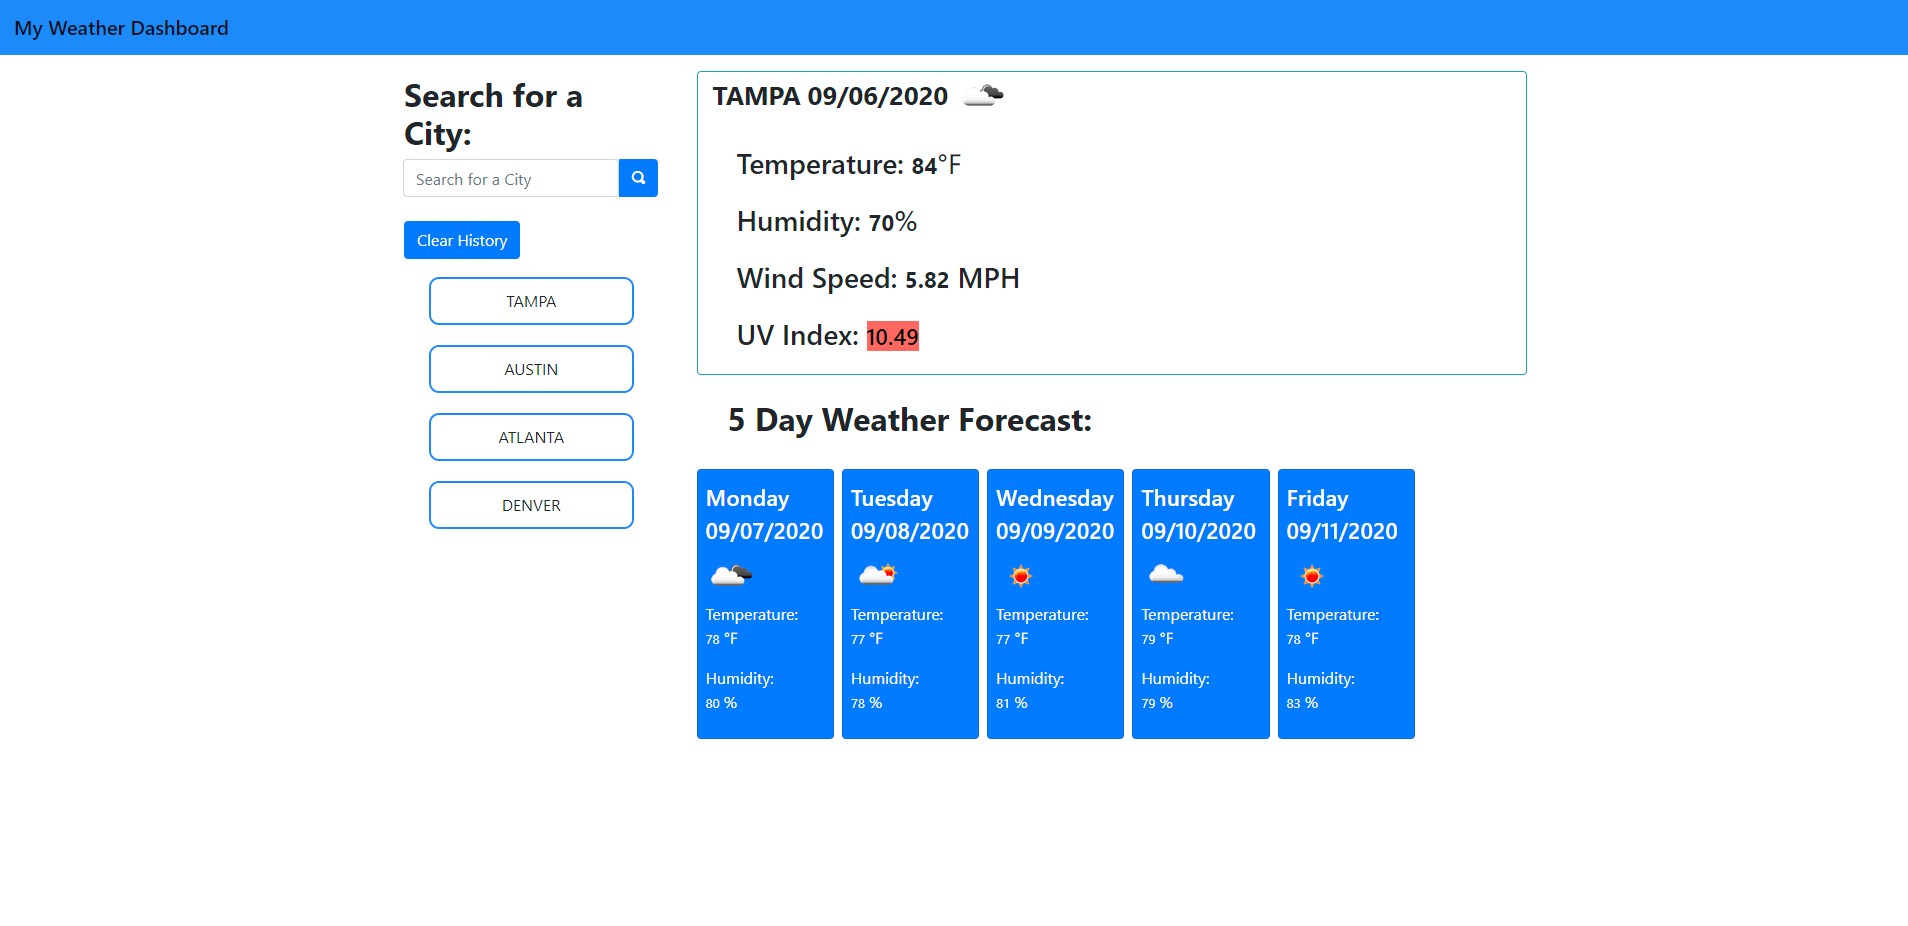 My Weather Dashboard
Search for a
City:
Search for a City
Clear History
TAMPA
AUSTIN
ATLANTA
DENVER
TAMPA 09/06/2020
Temperature: 84°F
Humidity: 70%
Wind Speed: 5.82 MPH
UV Index: 10.49
5 Day Weather Forecast:
Monday
09/07/2020
Temperature:
78 °F
Humidity:
80 %
Tuesday
09/08/2020
Temperature:
77 °F
Humidity:
78 %
Wednesday
09/09/2020
Temperature:
77 °F
Humidity:
81 %
Thursday
09/10/2020
Temperature:
79 °F
Humidity:
79 %
Friday
09/11/2020
Temperature:
78 °F
Humidity:
83 %